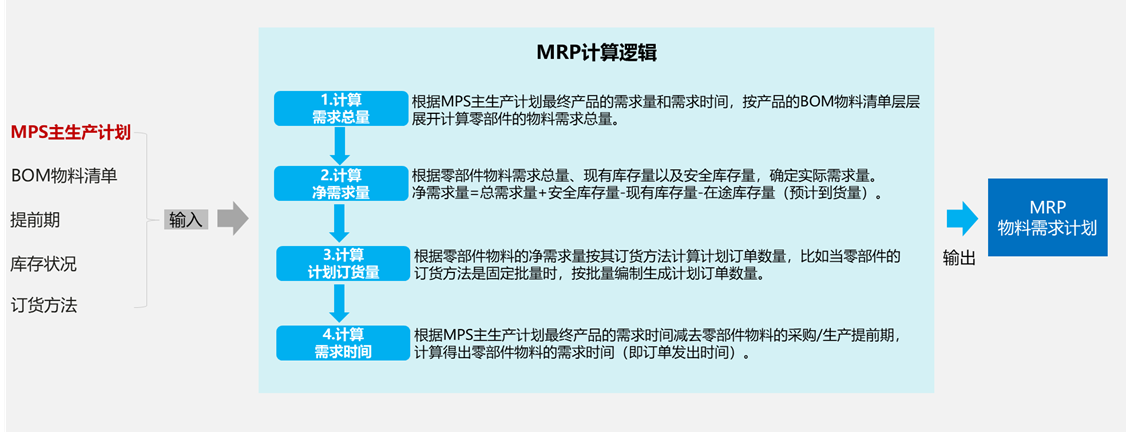 MRP计算逻辑
MPS主生产计划
BOM物料清单
提前期
库存状况
订货方法
输入
1.计算
需求总量
根据MPS主生产计划最终产品的需求量和需求时间，按产品的BOM物料清单层层
展开计算零部件的物料需求总量。
2.计算
净需求量
根据零部件物料需求总量、现有库存量以及安全库存量，确定实际需求量。
净需求量=总需求量+安全库存量-现有库存量-在途库存量（预计到货量）。
3.计算
计划订货量
根据零部件物料的净需求量按其订货方法计算计划订单数量，比如当零部件的
订货方法是固定批量时，按批量编制生成计划订单数量。
4.计算
需求时间
根据MPS主生产计划最终产品的需求时间减去零部件物料的采购/生产提前期，
计算得出零部件物料的需求时间（即订单发出时间）。
输出
MRP
物料需求计划